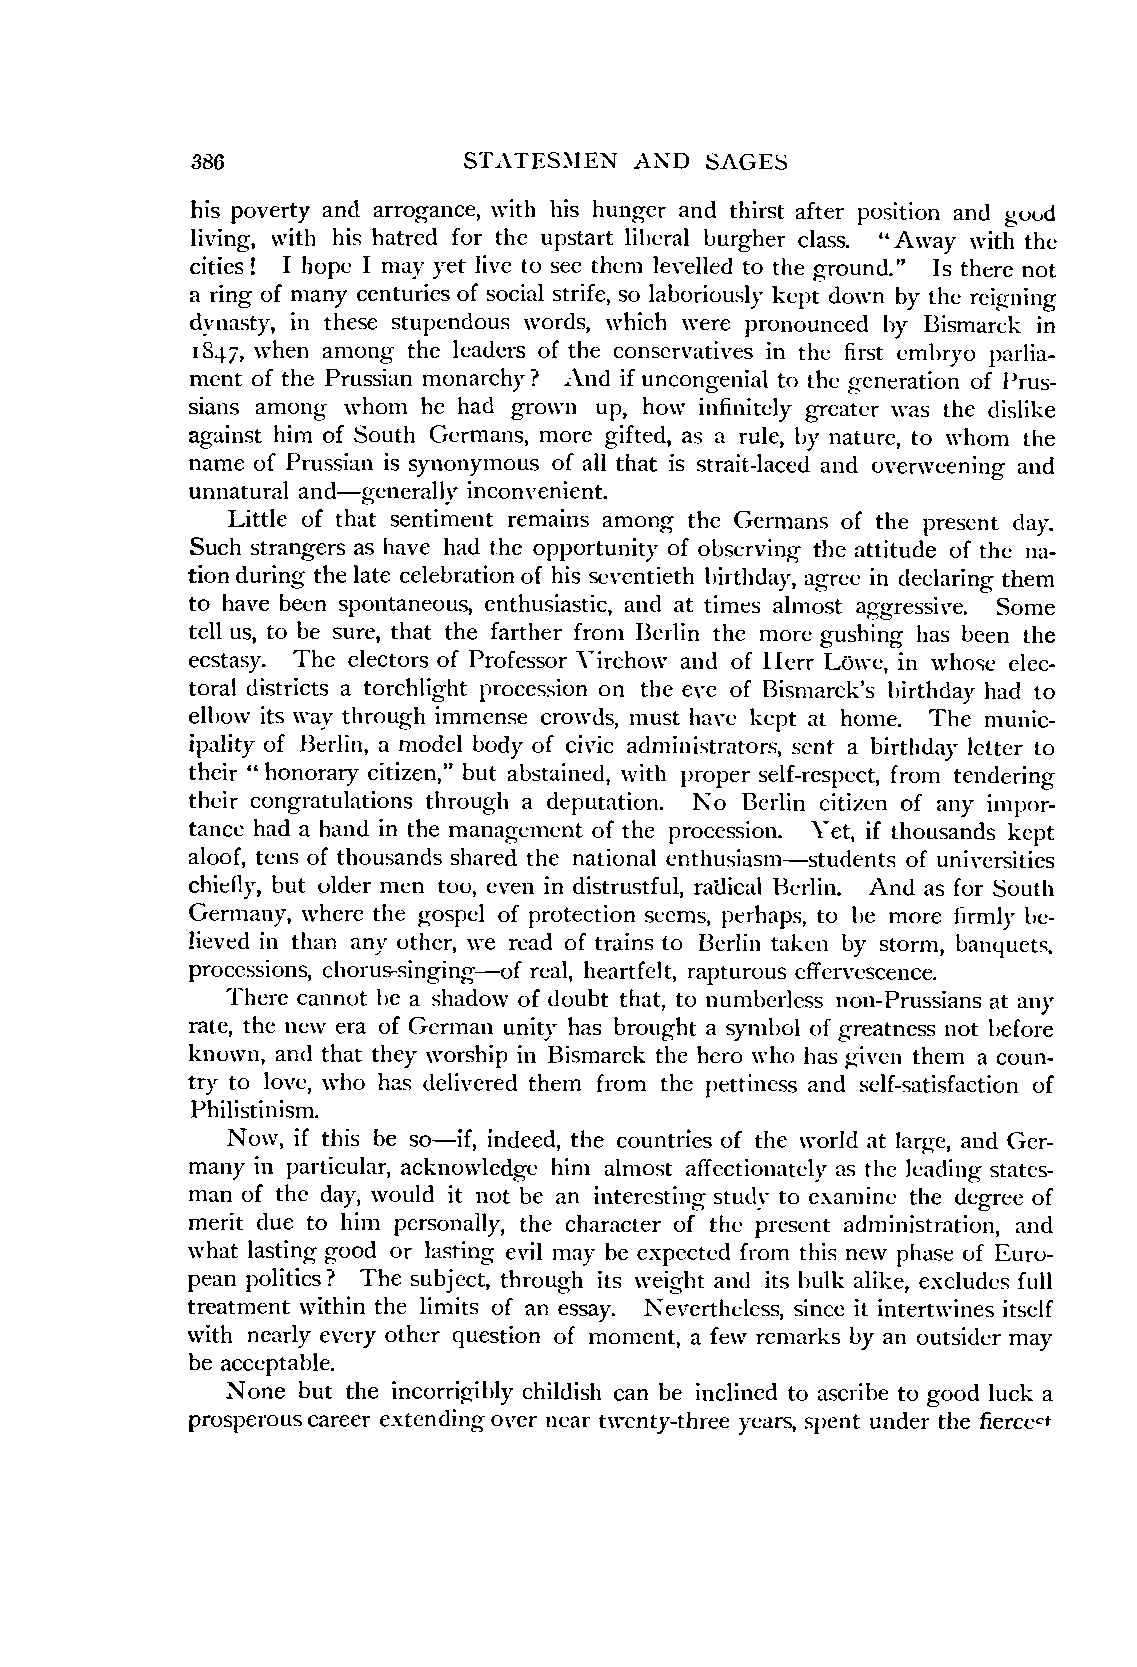 386 STATESMEN AND SAGES
his poverty and arrogance, with his hunger and thirst after position and good
living, with his hatred for the upstart liberal burgher class. “Away with the
cities! I hope I may yet live to see them levelled to the ground.” Is there not
a ring of many centuries of social strife, so laboriously kept down by the reigning
dynasty, in these stupendous words, which were pronounced by Bismarck in
1847, when among the leaders of the conservatives in the first embryo parlia-
ment of the Prussian monarchy? And if uncongenial to the generation of Prus-
sians among whom he had grown up, how infinitely greater was the dislike
against him of South Germans, more gifted, as a rule, by nature, to whom the
name of Prussian is synonymous of all that is strait-laced and overweening and
unnatural and—generally inconvenient.
Little of that sentiment remains among the Germans of the present day.
Such strangers as have had the opportunity of observing the attitude of the na-
tion during the late celebration of his seventieth birthday, agree in declaring them
to have been spontaneous, enthusiastic, and at times almost aggressive. Some
tell us, to be sure, that the farther from Berlin the more gushing has been the
ecstasy. The electors of Professor Virchow and of Herr Löwe, in whose elec-
toral districts a torchlight procession on the eve of Bismarck's birthday had to
elbow its way through immense crowds, must have kept at home. The munic-
ipality of Berlin, a model body of civic administrators, sent a birthday letter to
their “honorary citizen,” but abstained, with proper self-respect, from tendering
their congratulations through a deputation. No Berlin citizen of any impor-
tance had a hand in the management of the procession. Yet, if thousands kept
aloof, tens of thousands shared the national enthusiasm—students of universities
chiefly, but older men too, even in distrustful, radical Berlin. And as for South
Germany, where the gospel of protection seems, perhaps, to be more firmly be-
lieved in than any other, we read of trains to Berlin taken by storm, banquets,
processions, chorus-singing—of real, heartfelt, rapturous effervescence.
There cannot be a shadow of doubt that, to numberless non-Prussians at any
rate, the new era of German unity has brought a symbol of greatness not before
known, and that they worship in Bismarck the hero who has given them a coun-
try to love, who has delivered them from the pettiness and self-satisfaction of
Philistinism.
Now, if this be so—if, indeed, the countries of the world at large, and Ger-
many in particular, acknowledge him almost affectionately as the leading states-
man of the day, would it not be an interesting study to examine the degree of
merit due to him personally, the character of the present administration, and
what lasting good or lasting evil may be expected from this new phase of Euro-
pean politics? The subject, through its weight and its bulk alike, excludes full
treatment within the limits of an essay. Nevertheless, since it intertwines itself
with nearly every other question of moment, a few remarks by an outsider may
be acceptable.
None but the incorrigibly childish can be inclined to ascribe to good luck a
prosperous career extending over near twenty-three years, spent under the fiercest